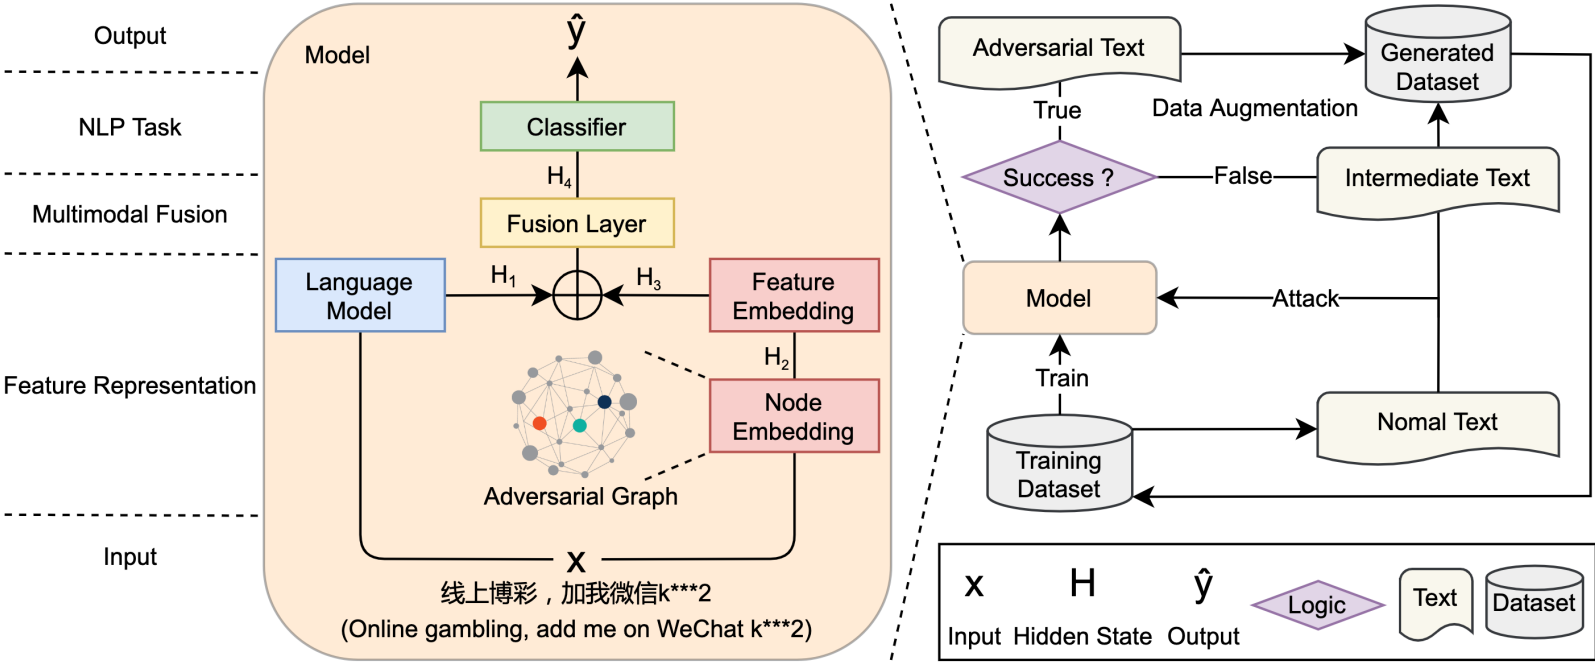 Output
NLP Task
Multimodal Fusion
Feature Representation
Input
Model
ŷ
Classifier
H4
Fusion Layer
Language
Model
H1
H3
Feature
Embedding
H2
Node
Embedding
Adversarial Graph
x
线上博彩，加我微信k***2
(Online gambling, add me on WeChat k***2)
Adversarial Text
Generated
Dataset
True
Data Augmentation
Success ?
False
Intermediate Text
Model
Attack
Train
Nomal Text
Training
Dataset
x
H
ŷ
Input
Hidden State
Output
Logic
Text
Dataset